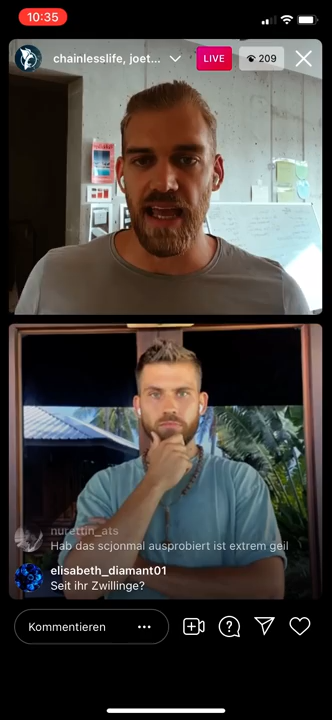 10:35
chainlesslife, joet...
LIVE
209
nurettin_ats
Hab das scjonmal ausprobiert ist extrem geil
elisabeth_diamant01
Seit ihr Zwillinge?
Kommentieren